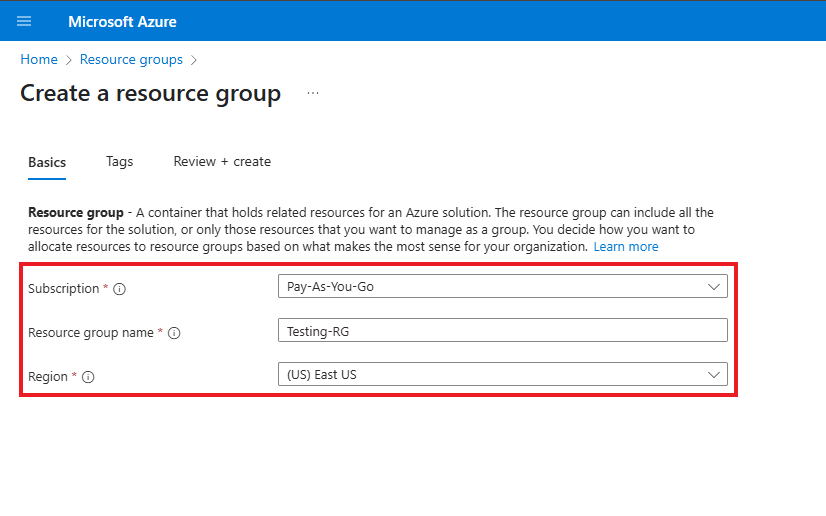 Microsoft Azure
Home > Resource groups >
Create a resource group ...
Basics Tags Review + create
Resource group - A container that holds related resources for an Azure solution. The resource group can include all the
resources for the solution, or only those resources that you want to manage as a group. You decide how you want to
allocate resources to resource groups based on what makes the most sense for your organization. Learn more
Subscription * Pay-As-You-Go
Resource group name * Testing-RG
Region * (US) East US